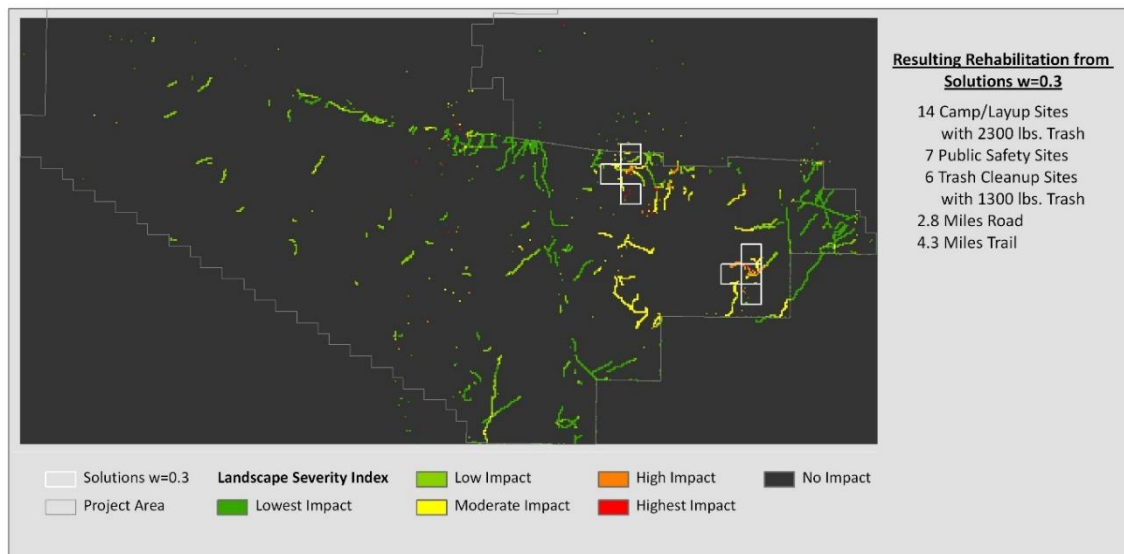 Resulting Rehabilitation from
Solutions w=0.3
14 Camp/Layup Sites
with 2300 lbs. Trash
7 Public Safety Sites
6 Trash Cleanup Sites
with 1300 lbs. Trash
2.8 Miles Road
4.3 Miles Trail
Solutions w=0.3
Project Area
Landscape Severity Index
Lowest Impact
Low Impact
Moderate Impact
High Impact
Highest Impact
No Impact